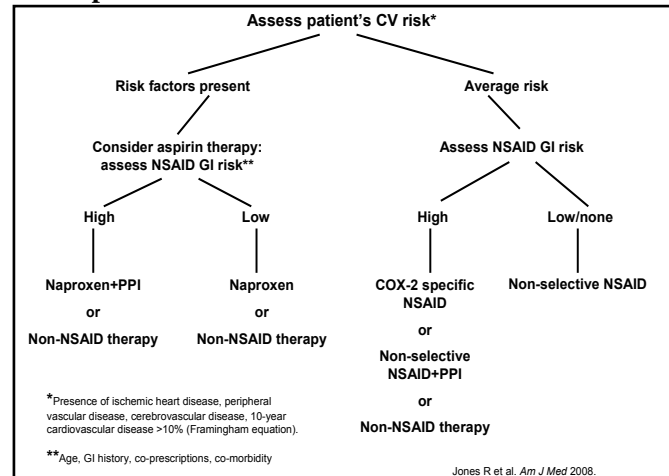 Assess patient's CV risk*
Risk factors present
Average risk
Consider aspirin therapy:
assess NSAID GI risk**
Assess NSAID GI risk
High
Low
High
Low/none
Naproxen+PPI
or
Non-NSAID therapy
Naproxen
or
Non-NSAID therapy
COX-2 specific
NSAID
or
Non-selective
NSAID+PPI
or
Non-NSAID therapy
Non-selective NSAID
*Presence of ischemic heart disease, peripheral
vascular disease, cerebrovascular disease, 10-year
cardiovascular disease >10% (Framingham equation).
**Age, GI history, co-prescriptions, co-morbidity
Jones R et al. Am J Med 2008.